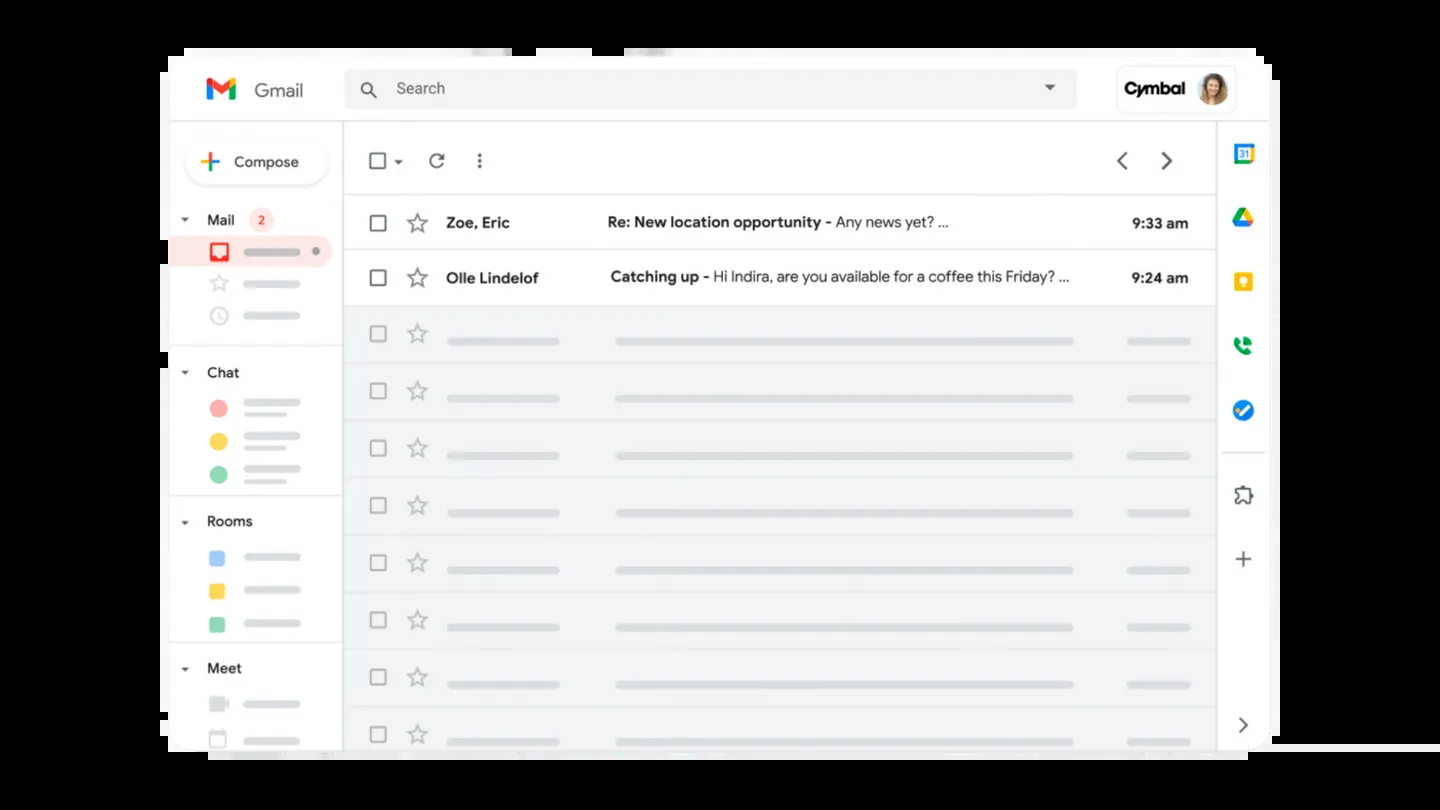 Gmail
Search
Cymbal
Compose
31
Mail 2
Zoe, Eric Re: New location opportunity - Any news yet? ... 9:33 am
Olle Lindelof Catching up - Hi Indira, are you available for a coffee this Friday? ... 9:24 am
Chat
Rooms
Meet